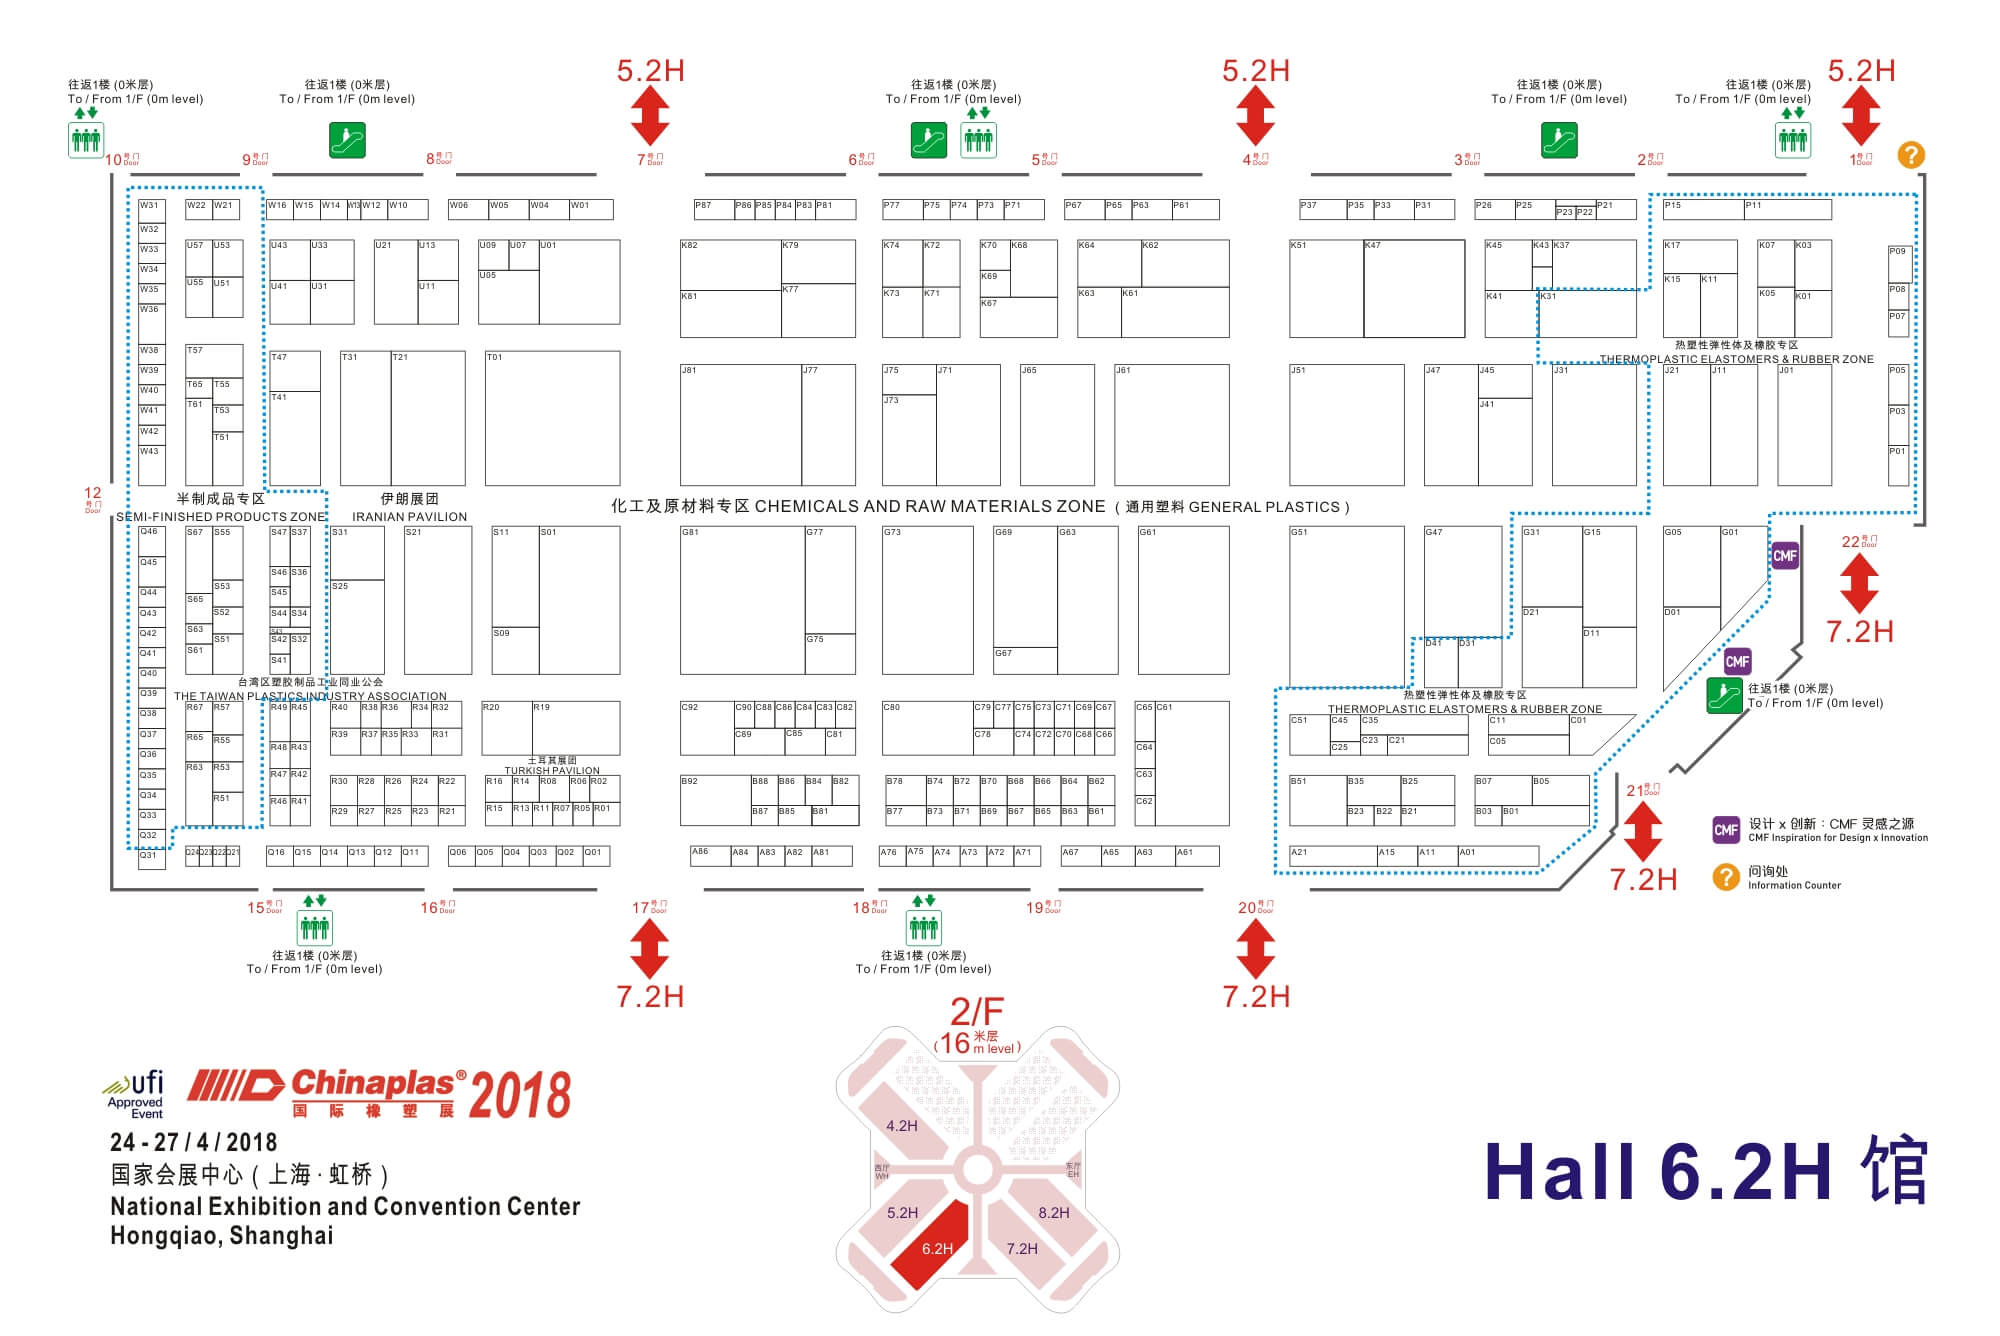 5.2H
5.2H
5.2H
往返1楼 (0米层)
To / From 1/F (0m level)
往返1楼 (0米层)
To / From 1/F (0m level)
往返1楼 (0米层)
To / From 1/F (0m level)
往返1楼 (0米层)
To / From 1/F (0m level)
往返1楼 (0米层)
To / From 1/F (0m level)
10号门 Door
9号门 Door
8号门 Door
7号门 Door
6号门 Door
5号门 Door
4号门 Door
3号门 Door
2号门 Door
1号门 Door
?
W31 W22 W21 W16 W15 W14 W13 W12 W10 W06 W05 W04 W01 P87 P86 P85 P84 P83 P81 P77 P75 P74 P73 P71 P67 P65 P63 P61 P37 P35 P33 P31 P26 P25 P23 P22 P21 P15 P11
W32
W33 U57 U53 U43 U33 U21 U13 U09 U07 U01 K82 K79 K74 K72 K70 K68 K64 K62 K51 K47 K45 K43 K37 K17 K07 K03 P09
W34 U05 K69
W35 U55 U51 U41 U31 U11 K81 K77 K73 K71 K67 K63 K61 K41 K31 K15 K11 K05 K01 P08
W36 P07
热塑性弹性体及橡胶专区
THERMOPLASTIC ELASTOMERS & RUBBER ZONE
W38 T57 T47 T31 T21 T01
W39 J81 J77 J75 J71 J65 J61 J51 J47 J45 J31 J21 J11 J01 P05
W40 T65 T55 T41
W41 T61 T53 J73 J41 P03
W42 T51
W43 P01
12号门 Door
半制成品专区
SEMI-FINISHED PRODUCTS ZONE
伊朗展团
IRANIAN PAVILION
化工及原材料专区 CHEMICALS AND RAW MATERIALS ZONE ( 通用塑料 GENERAL PLASTICS )
Q46 S67 S55 S47 S37 S31 S21 S11 S01 G81 G77 G73 G69 G63 G61 G51 G47 G31 G15 G05 G01
CMF
22号门 Door
7.2H
Q45 S46 S36
Q44 S65 S53 S45 S25
Q43 S52 S44 S34 D21 D01
Q42 S63 S51 S43 S42 S32 S09 G75 D11
Q41 S61 S41 G67 D41 D31
CMF
Q40
台湾区塑胶制品工业同业公会
THE TAIWAN PLASTICS INDUSTRY ASSOCIATION
热塑性弹性体及橡胶专区
THERMOPLASTIC ELASTOMERS & RUBBER ZONE
往返1楼 (0米层)
To / From 1/F (0m level)
Q39 R67 R57 R49 R45 R40 R38 R36 R34 R32 R20 R19 C92 C90 C88 C86 C84 C83 C82 C80 C79 C77 C75 C73 C71 C69 C67 C65 C61
Q38 C51 C45 C35 C11 C01
Q37 R65 R55 R48 R43 R39 R37 R35 R33 R31 C89 C85 C81 C78 C74 C72 C70 C68 C66 C64 C25 C23 C21 C05
Q36
土耳其展团
TURKISH PAVILION
Q35 R63 R53 R47 R42 R30 R28 R26 R24 R22 R16 R14 R08 R06 R02 B92 B88 B86 B84 B82 B78 B74 B72 B70 B68 B66 B64 B62 C63 B51 B35 B25 B07 B05
Q34 R51 R46 R41 C62
Q33 R29 R27 R25 R23 R21 R15 R13 R11 R07 R05 R01 B87 B85 B81 B77 B73 B71 B69 B67 B65 B63 B61 B23 B22 B21 B03 B01
Q32
Q31 Q24 Q23 Q22 Q21 Q16 Q15 Q14 Q13 Q12 Q11 Q06 Q05 Q04 Q03 Q02 Q01 A86 A84 A83 A82 A81 A76 A75 A74 A73 A72 A71 A67 A65 A63 A61 A21 A15 A11 A01
21号门 Door
7.2H
CMF 设计 x 创新：CMF 灵感之源
CMF Inspiration for Design x Innovation
? 问询处
Information Counter
15号门 Door
16号门 Door
17号门 Door
18号门 Door
19号门 Door
20号门 Door
往返1楼 (0米层)
To / From 1/F (0m level)
往返1楼 (0米层)
To / From 1/F (0m level)
7.2H
7.2H
2/F
(16米层 m level)
4.2H
西厅 WH
东厅 EH
5.2H
8.2H
6.2H
7.2H
ufi
Approved
Event
Chinaplas® 2018
国际橡塑展
24 - 27 / 4 / 2018
国家会展中心 ( 上海 · 虹桥 )
National Exhibition and Convention Center
Hongqiao, Shanghai
Hall 6.2H 馆